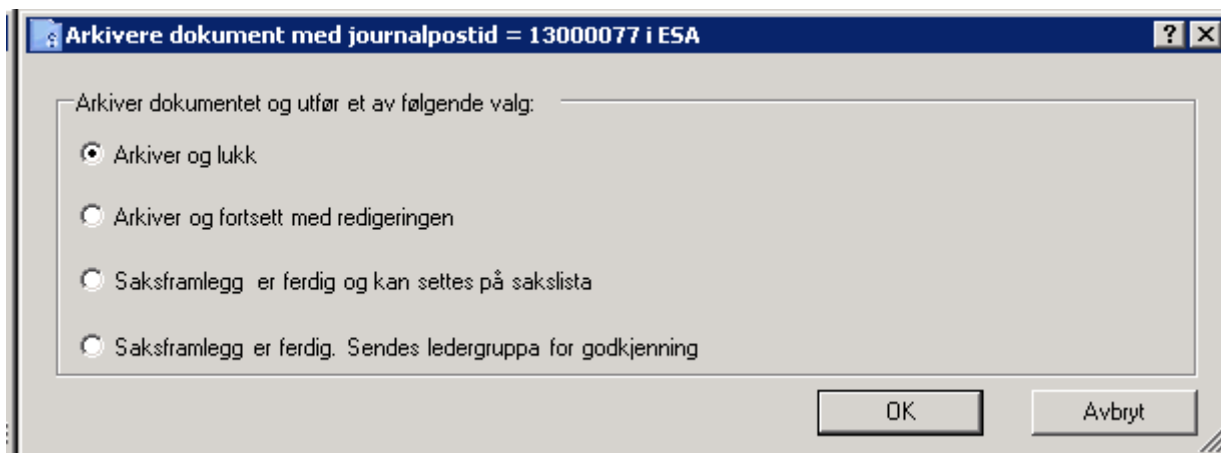 Arkivere dokument med journalpostid = 13000077 i ESA
Arkiver dokumentet og utfør et av følgende valg:
Arkiver og lukk
Arkiver og fortsett med redigeringen
Saksframlegg  er ferdig og kan settes på sakslista
Saksframlegg er ferdig.  Sendes ledergruppa for godkjenning
OK Avbryt